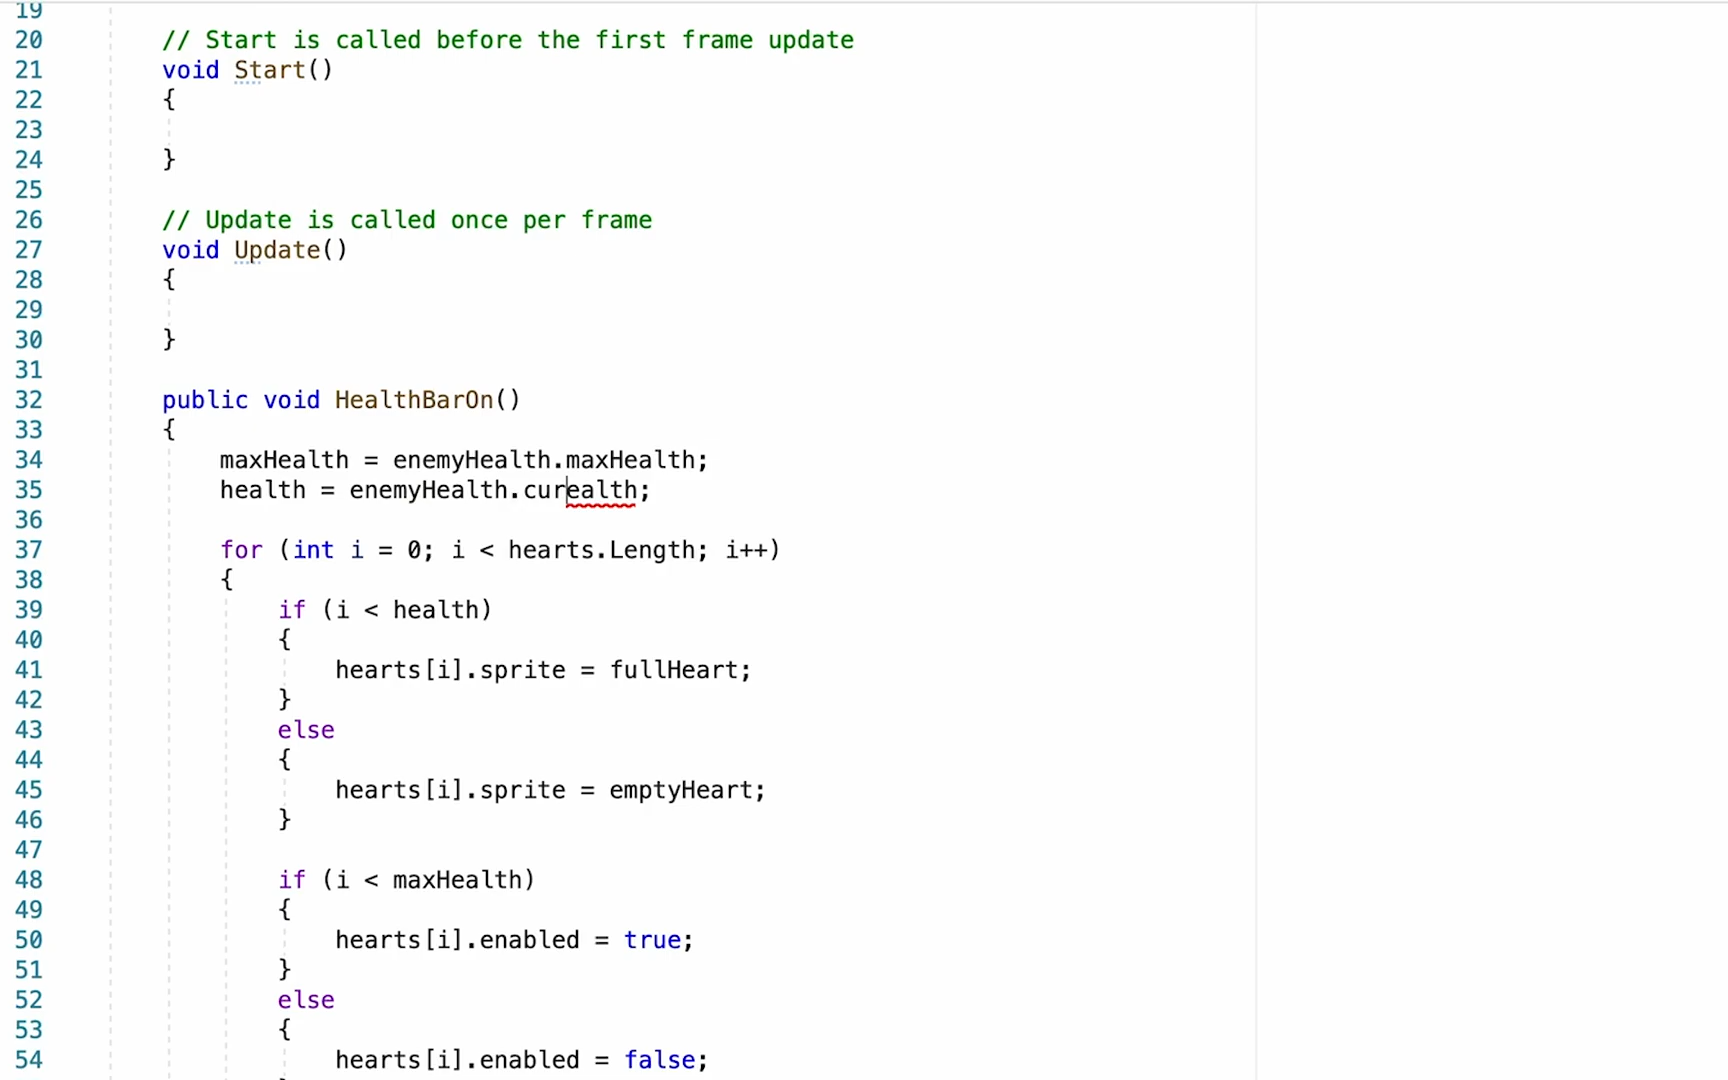 19
20 // Start is called before the first frame update
21 void Start()
22 {
23
24 }
25
26 // Update is called once per frame
27 void Update()
28 {
29
30 }
31
32 public void HealthBarOn()
33 {
34 maxHealth = enemyHealth.maxHealth;
35 health = enemyHealth.curealth;
36
37 for (int i = 0; i < hearts.Length; i++)
38 {
39 if (i < health)
40 {
41 hearts[i].sprite = fullHeart;
42 }
43 else
44 {
45 hearts[i].sprite = emptyHeart;
46 }
47
48 if (i < maxHealth)
49 {
50 hearts[i].enabled = true;
51 }
52 else
53 {
54 hearts[i].enabled = false;